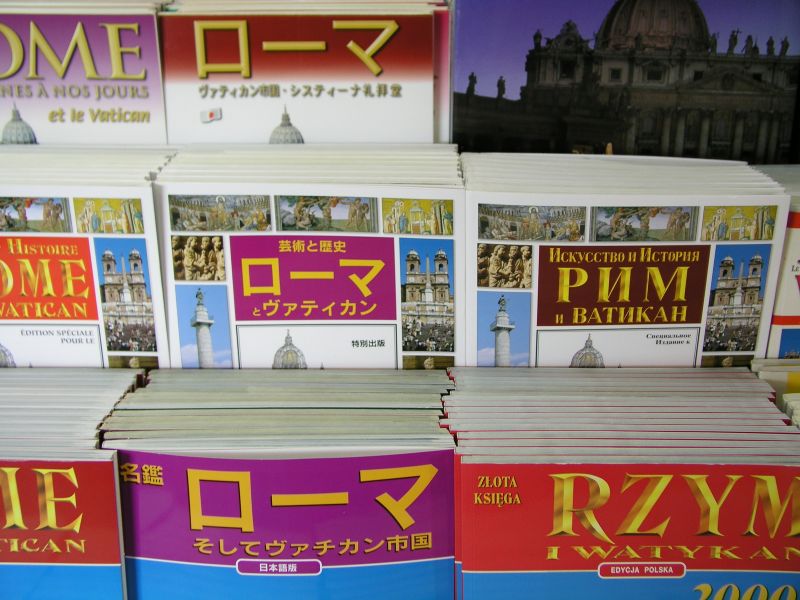 OME
NES À NOS JOURS
et le Vatican
ローマ
ヴァティカン市国・システィーナ礼拝堂
HISTOIRE
OME
VATICAN
ÉDITION SPÉCIALE
POUR LE
芸術と歴史
ローマ
とヴァティカン
特別出版
ИСКУССТВО И ИСТОРИЯ
РИМ
И ВАТИКАН
Специальное
Издание к
ME
ATICAN
名鑑
ローマ
そしてヴァチカン市国
日本語版
ZŁOTA
KSIĘGA
RZYM
I WATYKAN
EDYCJA POLSKA
2000